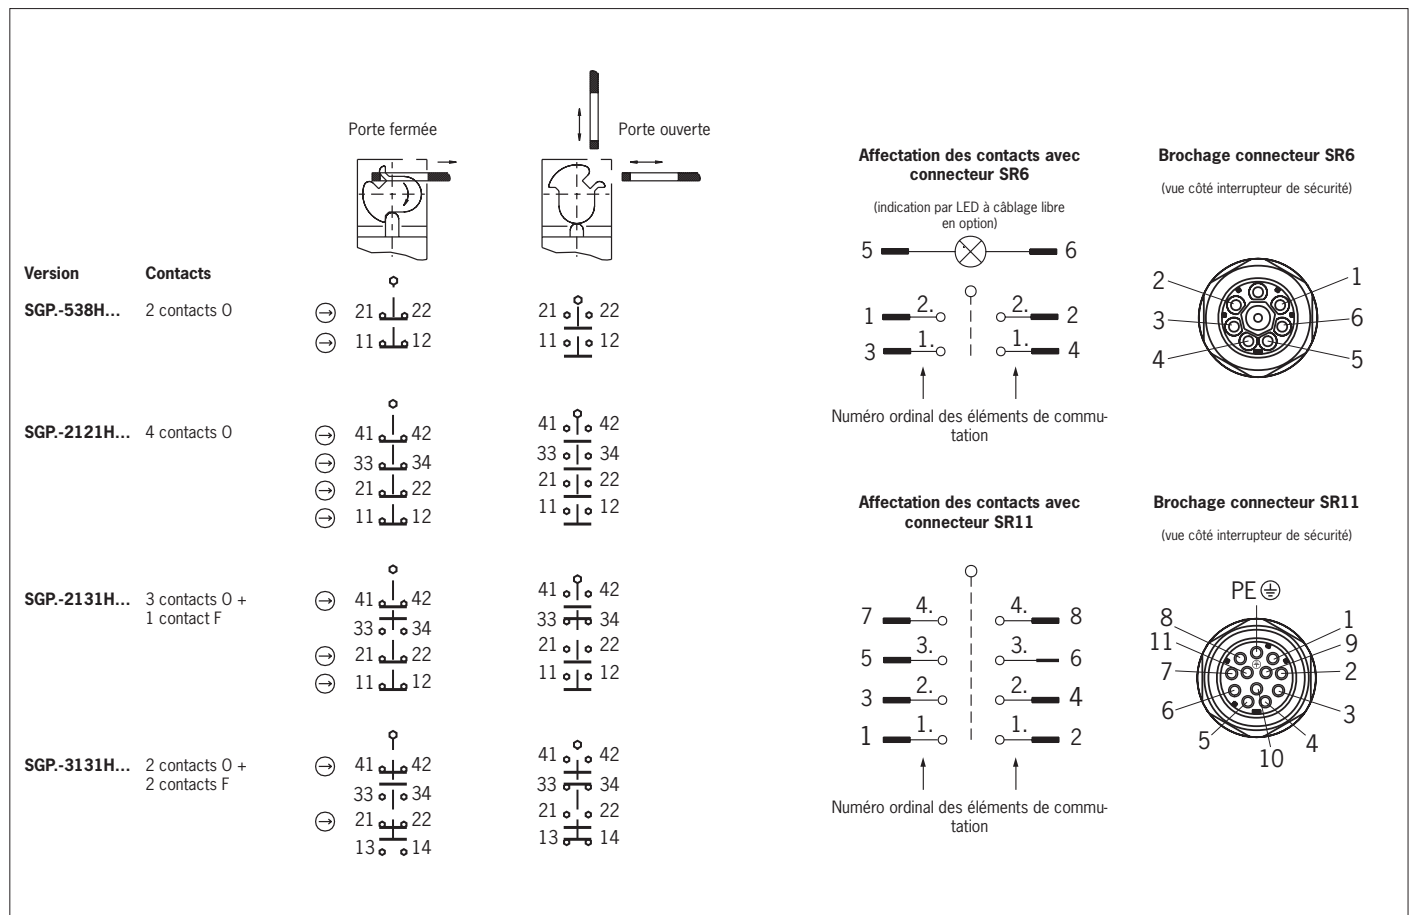 Porte fermée
Porte ouverte
Version Contacts
SGP.-538H... 2 contacts O
21 22 21 22
11 12 11 12
SGP.-2121H... 4 contacts O
41 42 41 42
33 34 33 34
21 22 21 22
11 12 11 12
SGP.-2131H... 3 contacts O +
1 contact F
41 42 41 42
33 34 33 34
21 22 21 22
11 12 11 12
SGP.-3131H... 2 contacts O +
2 contacts F
41 42 41 42
33 34 33 34
21 22 21 22
13 14 13 14
Affectation des contacts avec
connecteur SR6
(indication par LED à câblage libre
en option)
5 6
1 2. 2. 2
3 1. 1. 4
Numéro ordinal des éléments de commu-
tation
Brochage connecteur SR6
(vue côté interrupteur de sécurité)
2 1
3 6
4 5
Affectation des contacts avec
connecteur SR11
7 4. 4. 8
5 3. 3. 6
3 2. 2. 4
1 1. 1. 2
Numéro ordinal des éléments de commu-
tation
Brochage connecteur SR11
(vue côté interrupteur de sécurité)
PE
8 1
11 9
7 2
6 3
5 4
10